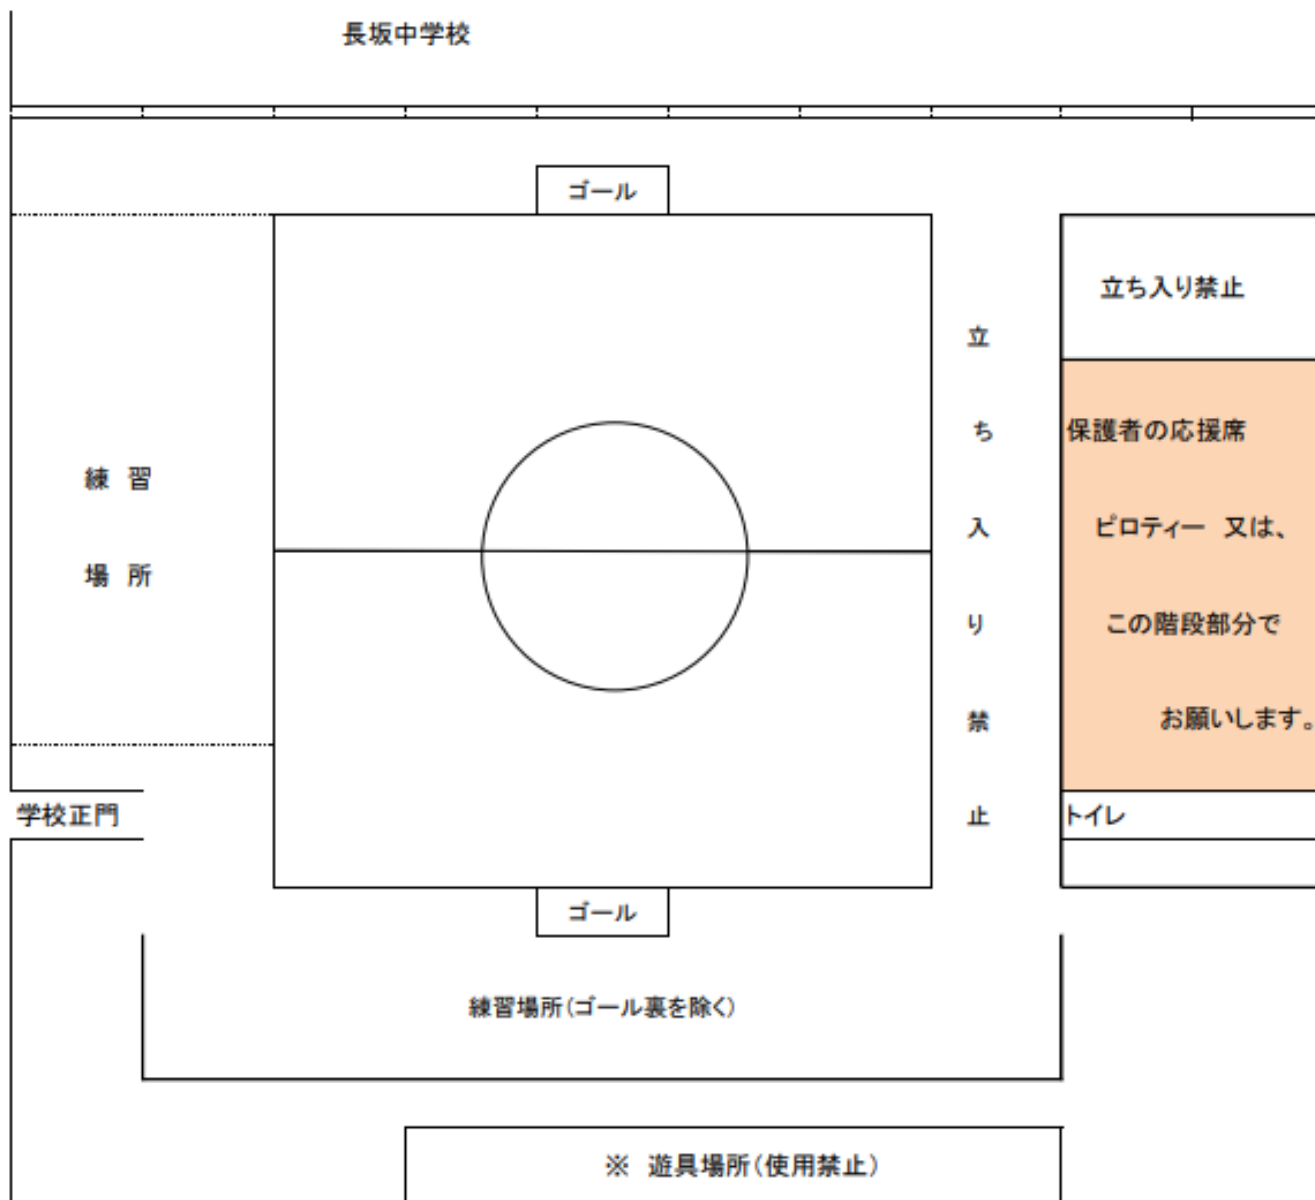 長坂中学校
ゴール
立ち入り禁止
立ち入り禁止
保護者の応援席
ピロティー 又は、
この階段部分で
お願いします。
練 習
場 所
学校正門
トイレ
ゴール
練習場所(ゴール裏を除く)
※ 遊具場所(使用禁止)